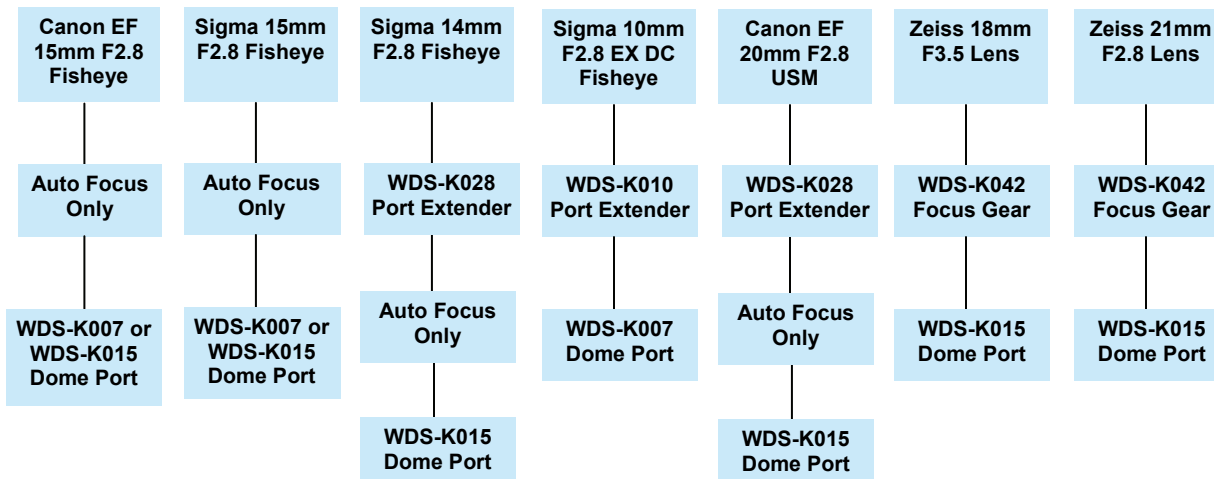 Canon EF
15mm F2.8
Fisheye
Sigma 15mm
F2.8 Fisheye
Sigma 14mm
F2.8 Fisheye
Sigma 10mm
F2.8 EX DC
Fisheye
Canon EF
20mm F2.8
USM
Zeiss 18mm
F3.5 Lens
Zeiss 21mm
F2.8 Lens
Auto Focus
Only
Auto Focus
Only
WDS-K028
Port Extender
WDS-K010
Port Extender
WDS-K028
Port Extender
WDS-K042
Focus Gear
WDS-K042
Focus Gear
WDS-K007 or
WDS-K015
Dome Port
WDS-K007 or
WDS-K015
Dome Port
Auto Focus
Only
WDS-K007
Dome Port
Auto Focus
Only
WDS-K015
Dome Port
WDS-K015
Dome Port
WDS-K015
Dome Port
WDS-K015
Dome Port